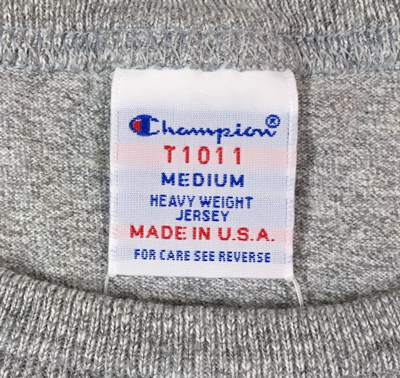 Champion®
T1011
MEDIUM
HEAVY WEIGHT
JERSEY
MADE IN U.S.A.
FOR CARE SEE REVERSE